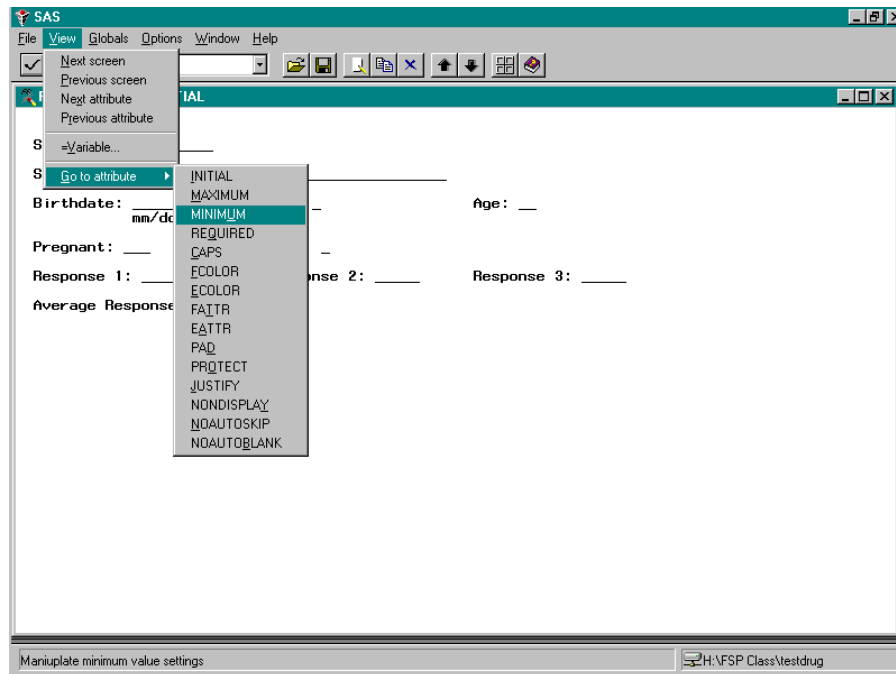 SAS
File View Globals Options Window Help
Next screen
Previous screen
Next attribute
Previous attribute
=Variable...
Go to attribute
INITIAL
MAXIMUM
MINIMUM
REQUIRED
CAPS
FCOLOR
ECOLOR
FATTR
EATTR
PAD
PROTECT
JUSTIFY
NONDISPLAY
NOAUTOSKIP
NOAUTOBLANK
IAL
S
S
Birthdate: Age:
mm/dd
Pregnant:
Response 1: nse 2: Response 3:
Average Response
Maniuplate minimum value settings H:\FSP Class\testdrug